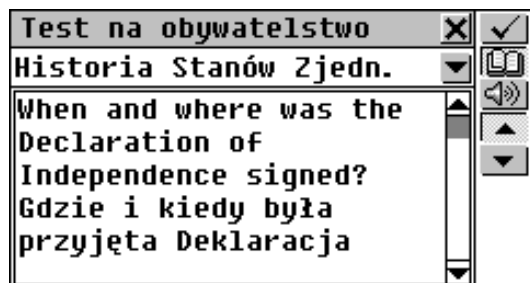 Test na obywatelstwo
Historia Stanów Zjedn.
When and where was the
Declaration of
Independence signed?
Gdzie i kiedy była
przyjęta Deklaracja